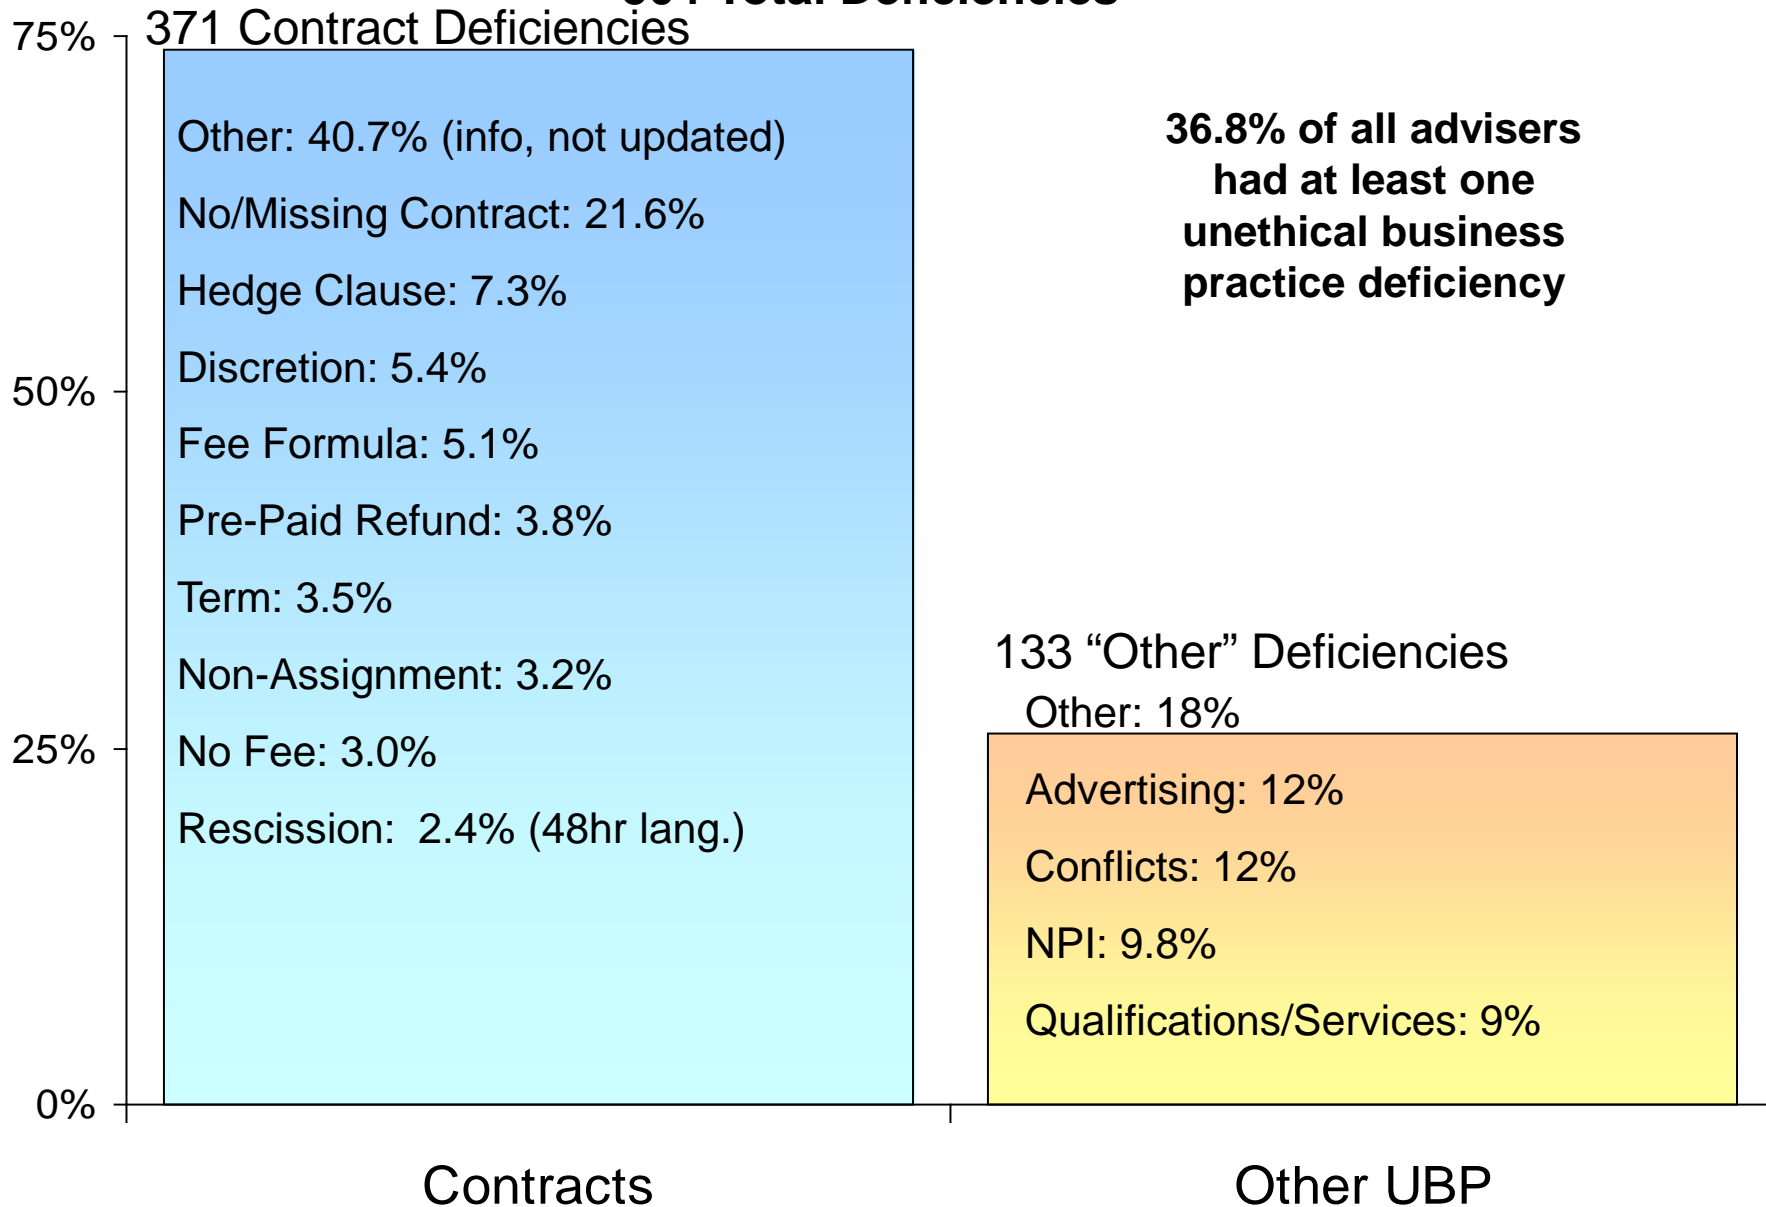 Total Deficiencies
75%
371 Contract Deficiencies
Other: 40.7% (info, not updated)
No/Missing Contract: 21.6%
Hedge Clause: 7.3%
Discretion: 5.4%
50%
Fee Formula: 5.1%
Pre-Paid Refund: 3.8%
Term: 3.5%
Non-Assignment: 3.2%
25%
No Fee: 3.0%
Rescission: 2.4% (48hr lang.)
0%
36.8% of all advisers
had at least one
unethical business
practice deficiency
133 “Other” Deficiencies
Other: 18%
Advertising: 12%
Conflicts: 12%
NPI: 9.8%
Qualifications/Services: 9%
Contracts
Other UBP